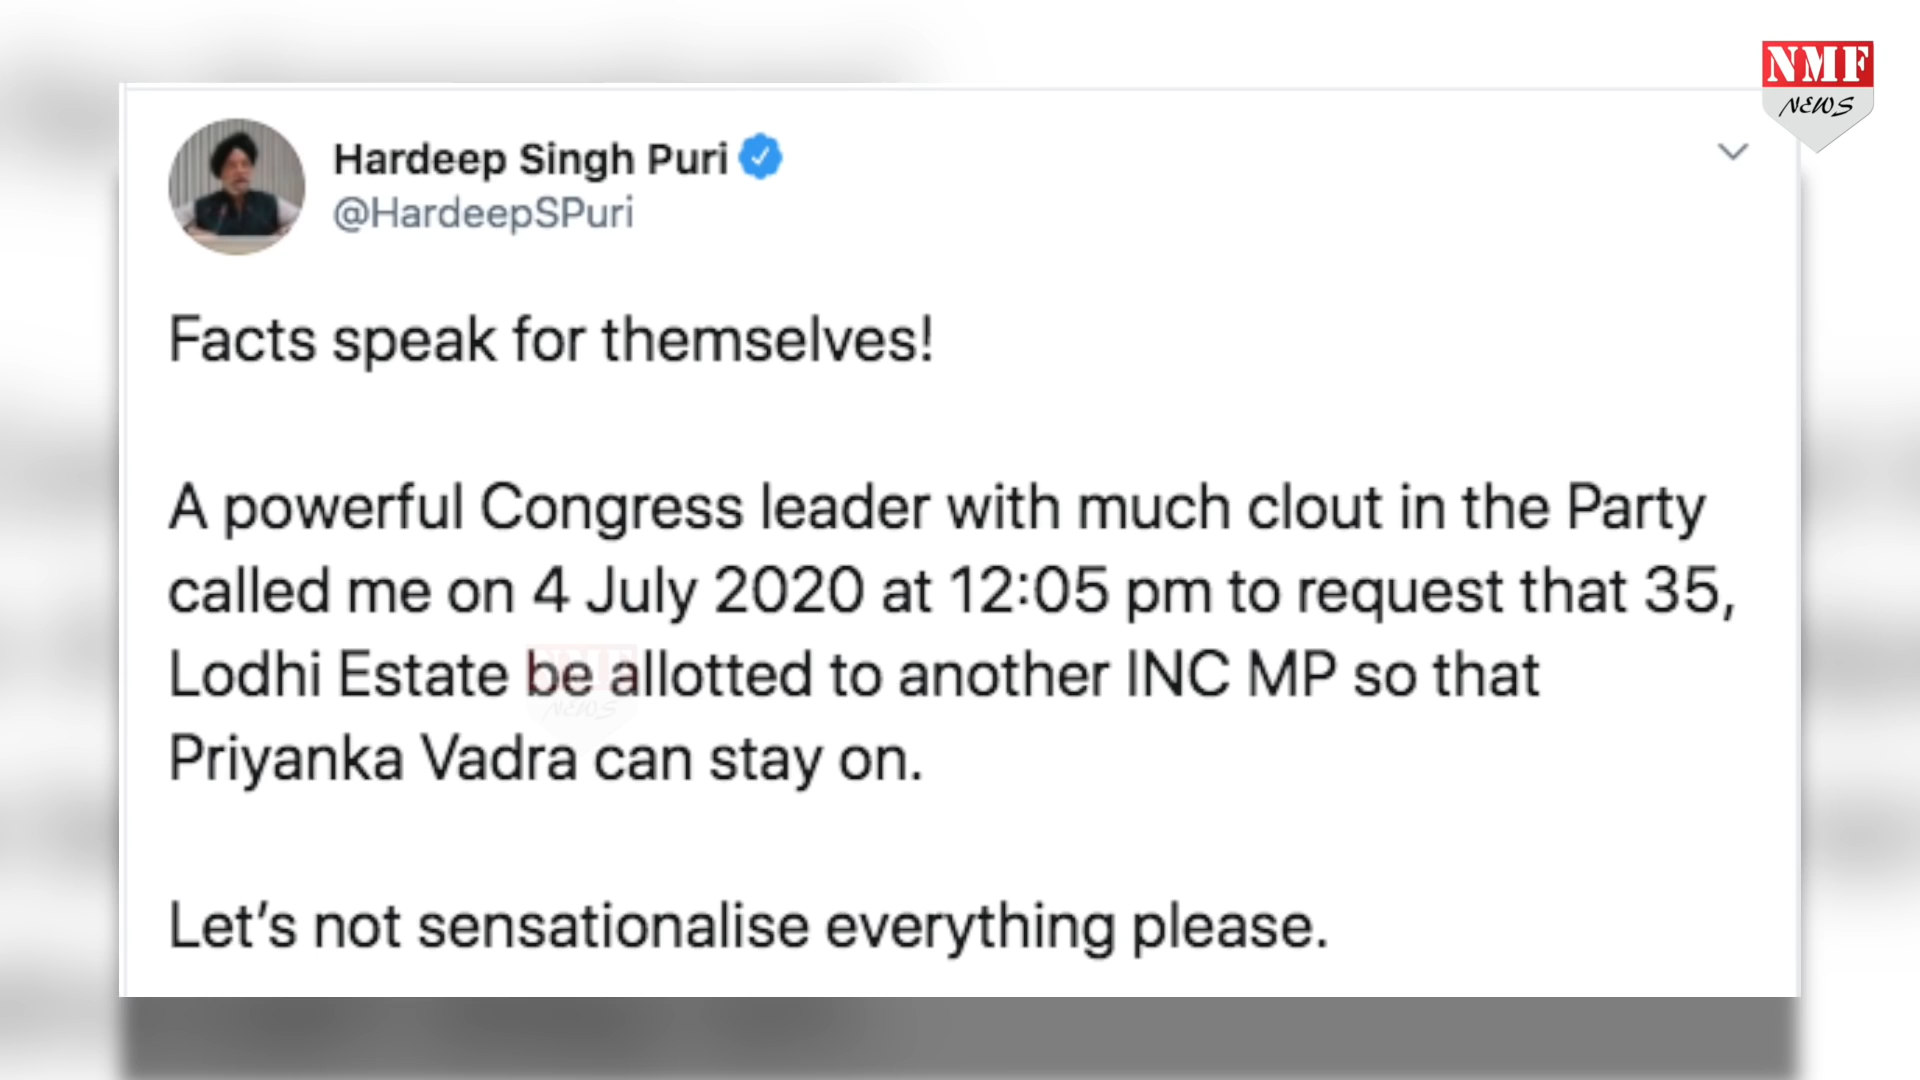 NMF
NEWS
Hardeep Singh Puri
@HardeepSPuri
Facts speak for themselves!
A powerful Congress leader with much clout in the Party
called me on 4 July 2020 at 12:05 pm to request that 35,
Lodhi Estate be allotted to another INC MP so that
Priyanka Vadra can stay on.
Let’s not sensationalise everything please.
NMF
NEWS